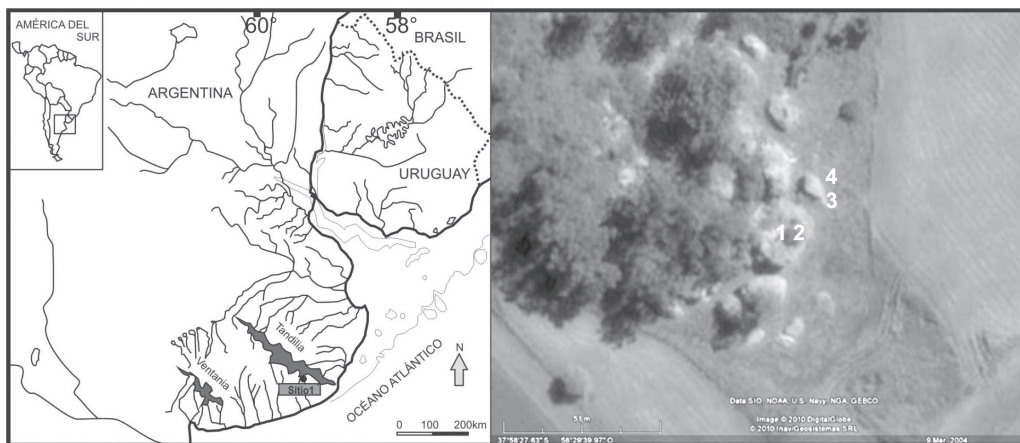 AMÉRICA DEL
SUR
60°
58°
BRASIL
ARGENTINA
URUGUAY
Tandilia
Ventania
Sitio1
OCÉANO ATLÁNTICO
N
0 100 200km
4
3
1 2
Data SIO, NOAA, U.S. Navy, NGA, GEBCO
Image © 2010 DigitalGlobe
© 2010 Inav/Geosistemas SRL
51 m
37°58'27.63" S 58°29'39.97" O
9 Mar, 2004